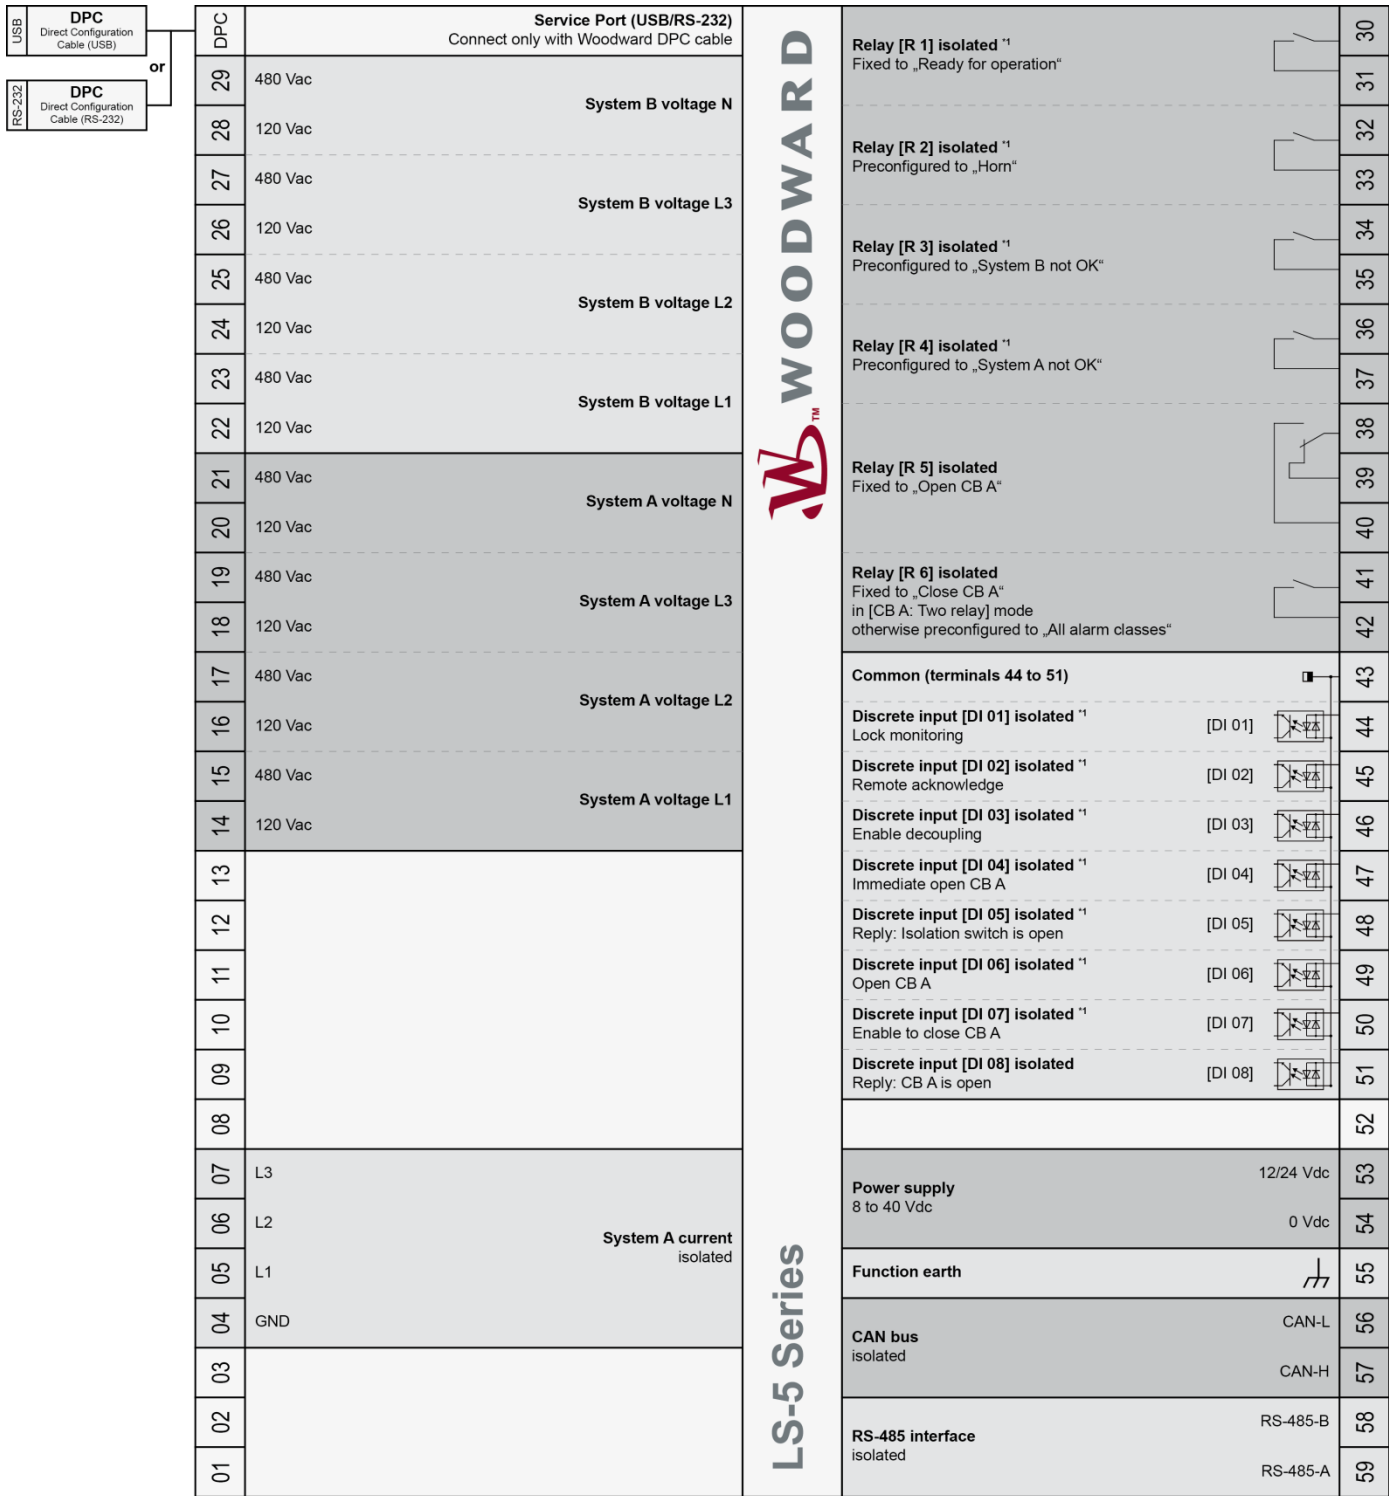 USB
DPC
Direct Configuration
Cable (USB)
or
RS-232
DPC
Direct Configuration
Cable (RS-232)
DPC
Service Port (USB/RS-232)
Connect only with Woodward DPC cable
29
480 Vac
System B voltage N
28
120 Vac
27
480 Vac
System B voltage L3
26
120 Vac
25
480 Vac
System B voltage L2
24
120 Vac
23
480 Vac
System B voltage L1
22
120 Vac
21
480 Vac
System A voltage N
20
120 Vac
19
480 Vac
System A voltage L3
18
120 Vac
17
480 Vac
System A voltage L2
16
120 Vac
15
480 Vac
System A voltage L1
14
120 Vac
13
12
11
10
09
08
07
L3
06
L2
System A current
isolated
05
L1
04
GND
03
02
01
WOODWARD
TM
LS-5 Series
Relay [R 1] isolated *1
Fixed to „Ready for operation“
30
31
Relay [R 2] isolated *1
Preconfigured to „Horn“
32
33
Relay [R 3] isolated *1
Preconfigured to „System B not OK“
34
35
Relay [R 4] isolated *1
Preconfigured to „System A not OK“
36
37
Relay [R 5] isolated
Fixed to „Open CB A“
38
39
40
Relay [R 6] isolated
Fixed to „Close CB A“
in [CB A: Two relay] mode
otherwise preconfigured to „All alarm classes“
41
42
Common (terminals 44 to 51)
43
Discrete input [DI 01] isolated *1
Lock monitoring
[DI 01]
44
Discrete input [DI 02] isolated *1
Remote acknowledge
[DI 02]
45
Discrete input [DI 03] isolated *1
Enable decoupling
[DI 03]
46
Discrete input [DI 04] isolated *1
Immediate open CB A
[DI 04]
47
Discrete input [DI 05] isolated *1
Reply: Isolation switch is open
[DI 05]
48
Discrete input [DI 06] isolated *1
Open CB A
[DI 06]
49
Discrete input [DI 07] isolated *1
Enable to close CB A
[DI 07]
50
Discrete input [DI 08] isolated
Reply: CB A is open
[DI 08]
51
52
Power supply
8 to 40 Vdc
12/24 Vdc
53
0 Vdc
54
Function earth
55
CAN bus
isolated
CAN-L
56
CAN-H
57
RS-485 interface
isolated
RS-485-B
58
RS-485-A
59